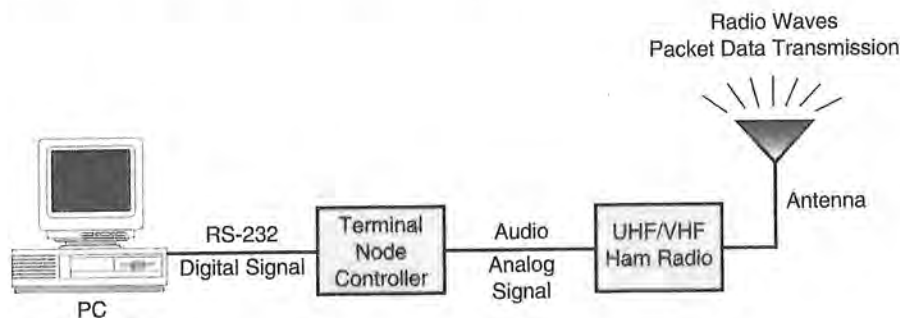 Radio Waves
Packet Data Transmission
Antenna
RS-232
Digital Signal
Terminal
Node
Controller
Audio
Analog
Signal
UHF/VHF
Ham Radio
PC